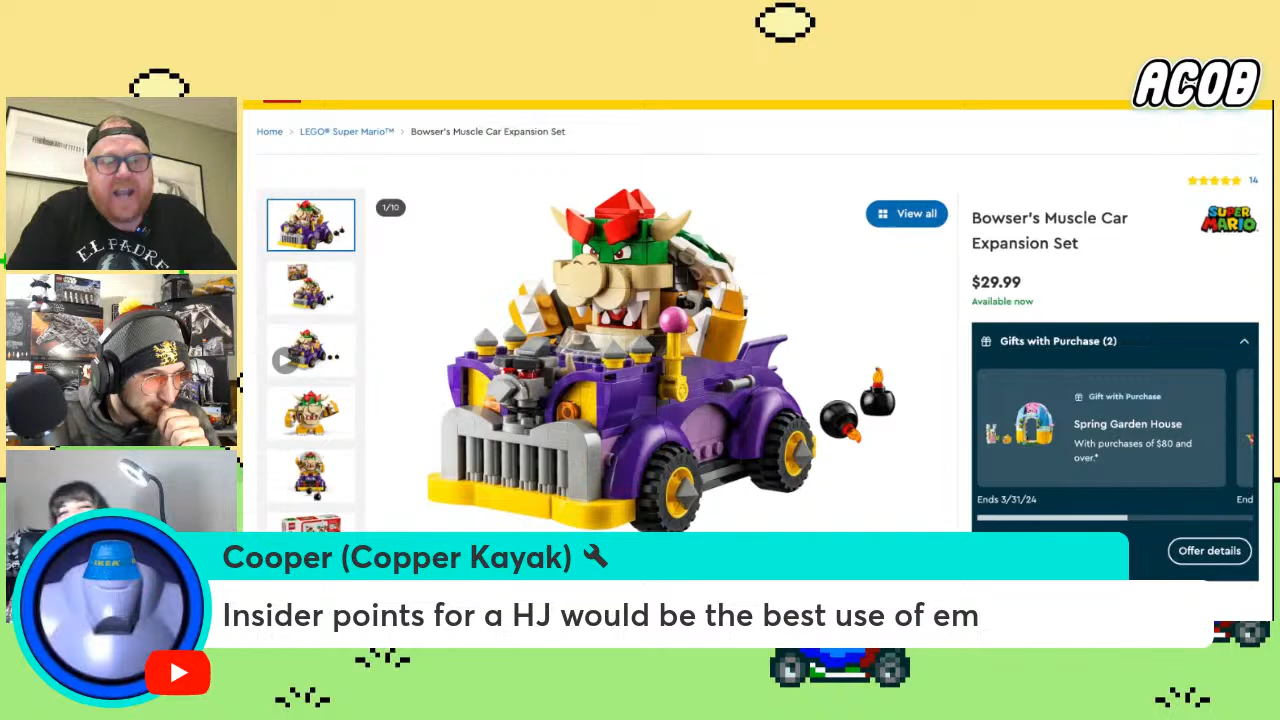 ACOB
Home > LEGO® Super Mario™ > Bowser's Muscle Car Expansion Set
14
1/10
View all
Bowser's Muscle Car
Expansion Set
SUPER
MARIO
$29.99
Available now
Gifts with Purchase (2)
Gift with Purchase
Spring Garden House
With purchases of $80 and
over.*
Ends 3/31/24
End
Offer details
EL PADRE
Cooper (Copper Kayak)
Insider points for a HJ would be the best use of em